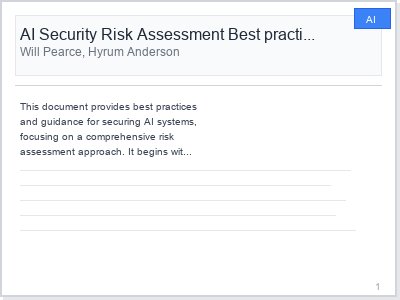 AI
AI Security Risk Assessment Best practi...
Will Pearce, Hyrum Anderson
This document provides best practices
and guidance for securing AI systems,
focusing on a comprehensive risk
assessment approach. It begins wit...
1